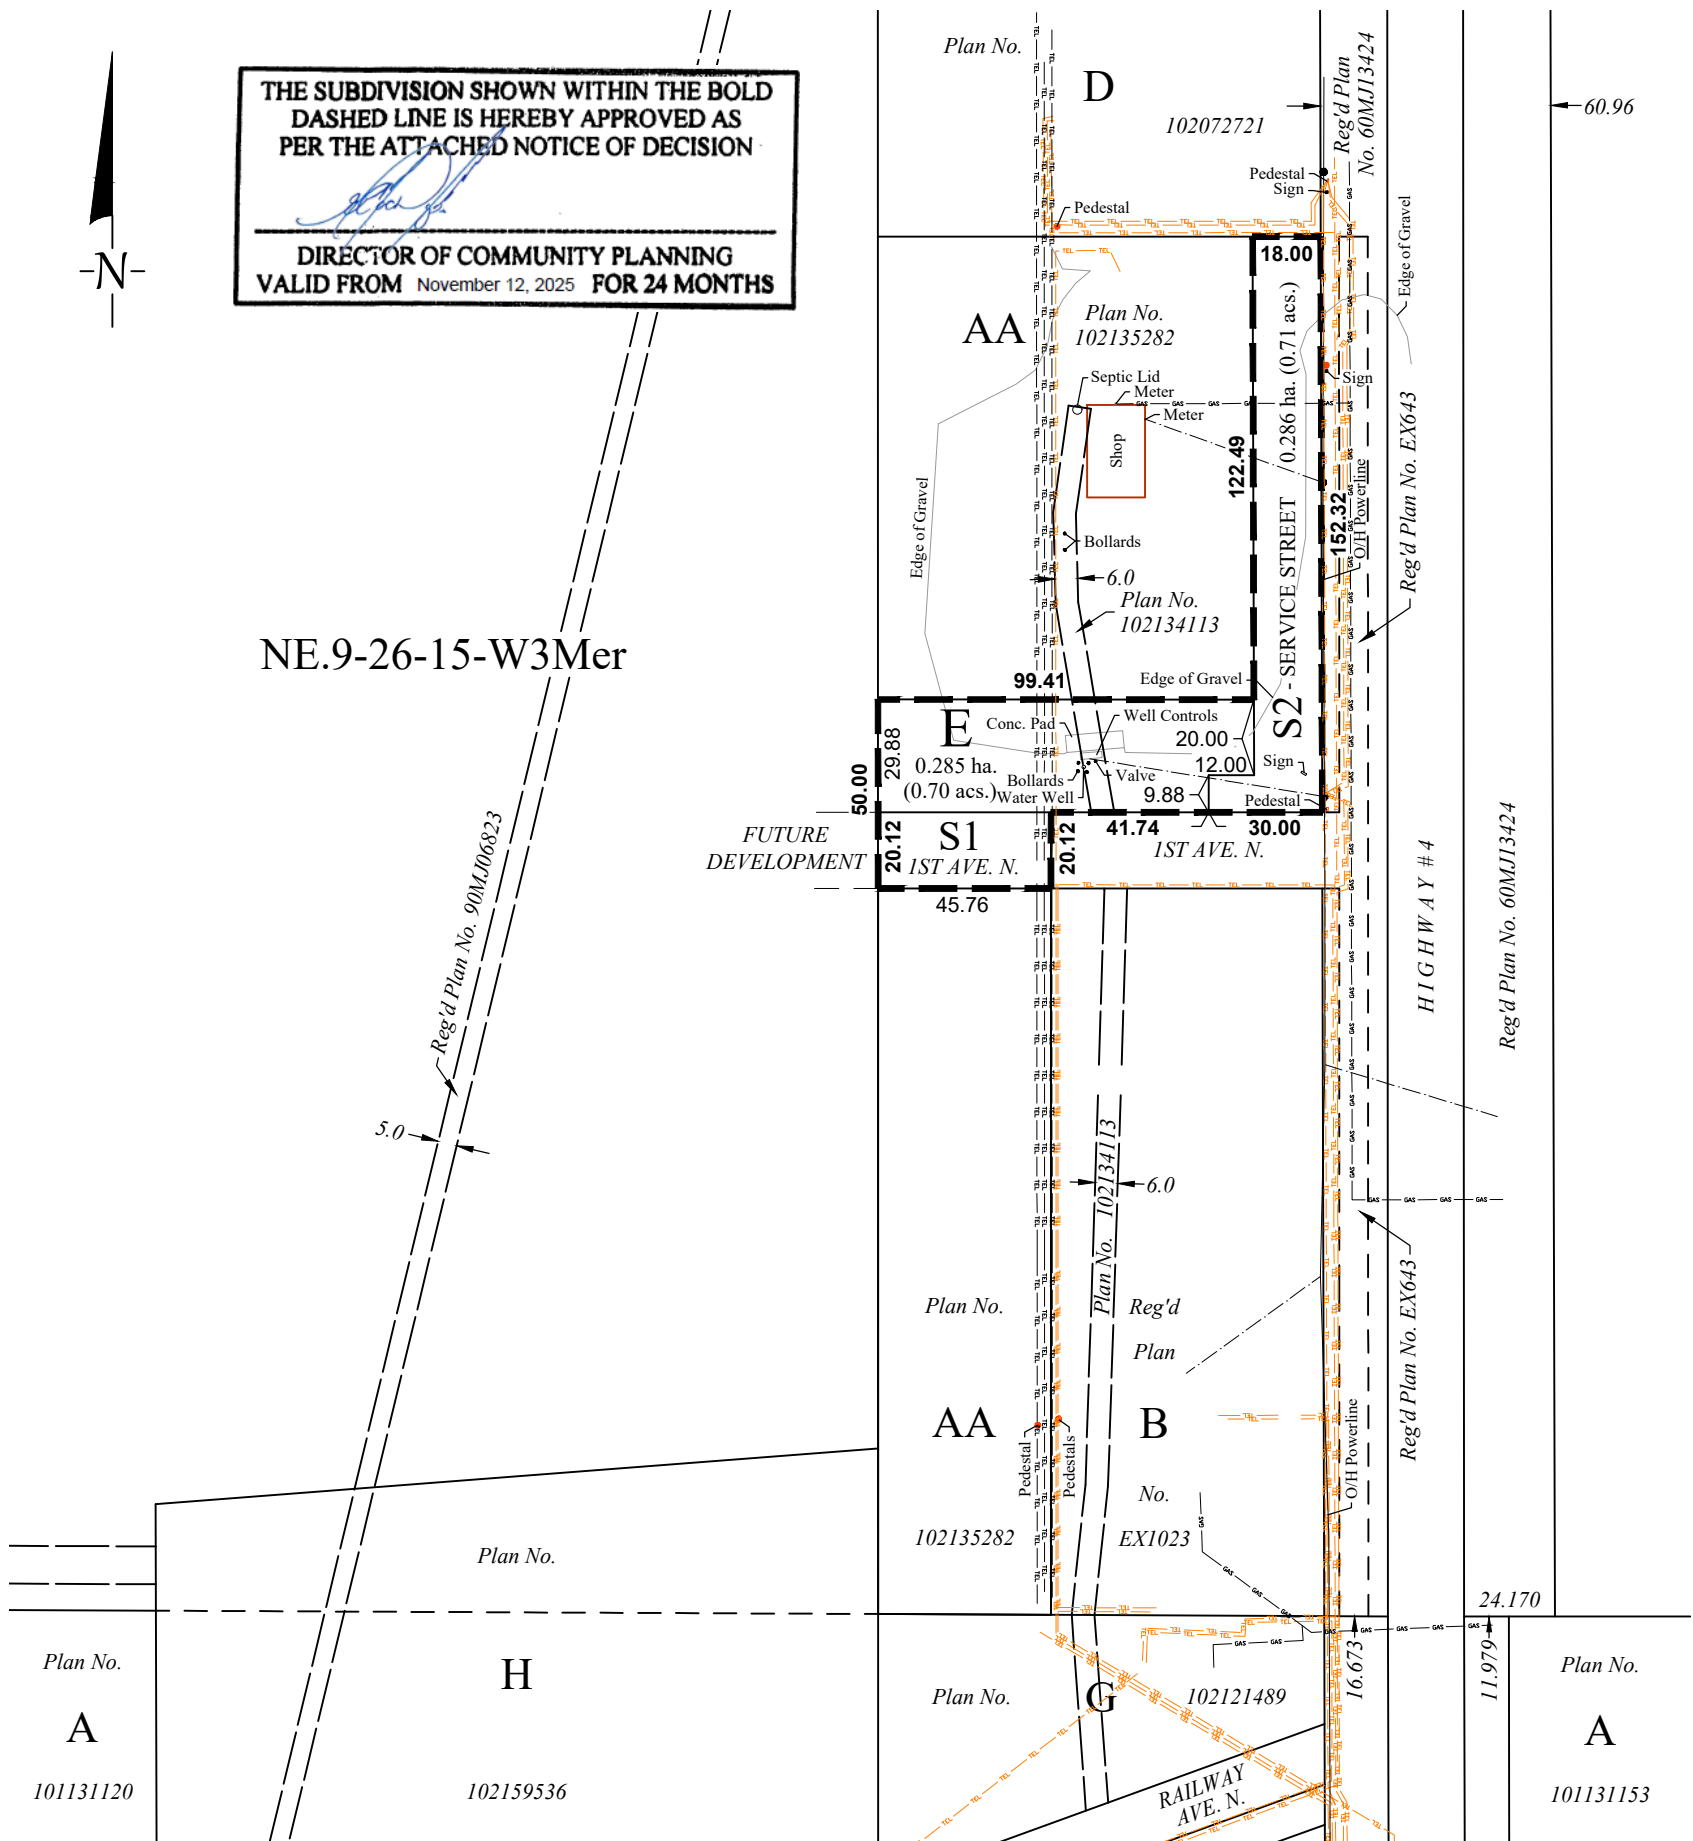 THE SUBDIVISION SHOWN WITHIN THE BOLD
DASHED LINE IS HEREBY APPROVED AS
PER THE ATTACHED NOTICE OF DECISION
DIRECTOR OF COMMUNITY PLANNING
VALID FROM November 12, 2025 FOR 24 MONTHS
-N-
Plan No.
D
102072721
Reg'd Plan
No. 60MJ13424
60.96
Pedestal
Sign
Pedestal
Edge of Gravel
18.00
AA
Plan No.
102135282
Septic Lid
Meter
Meter
Shop
Sign
S2 - SERVICE STREET 0.286 ha. (0.71 acs.)
122.49
152.32
O/H Powerline
Reg'd Plan No. EX643
Edge of Gravel
Bollards
6.0
Plan No.
102134113
NE.9-26-15-W3Mer
99.41
Edge of Gravel
E
0.285 ha.
(0.70 acs.)
Conc. Pad
Well Controls
20.00
12.00
Sign
Bollards
Valve
Water Well
9.88
Pedestal
29.88
50.00
20.12
FUTURE
DEVELOPMENT
S1
1ST AVE. N.
20.12
41.74
30.00
1ST AVE. N.
45.76
Reg'd Plan No. 90MJ06823
5.0
HIGHWAY #4
Reg'd Plan No. 60MJ13424
Plan No. 102134113
6.0
Plan No.
Reg'd
Plan
AA
B
Pedestal
Pedestals
No.
102135282
EX1023
O/H Powerline
Reg'd Plan No. EX643
24.170
16.673
11.979
Plan No.
Plan No.
H
A
101131120
102159536
Plan No.
G
102121489
RAILWAY
AVE. N.
Plan No.
A
101131153
TEL
GAS